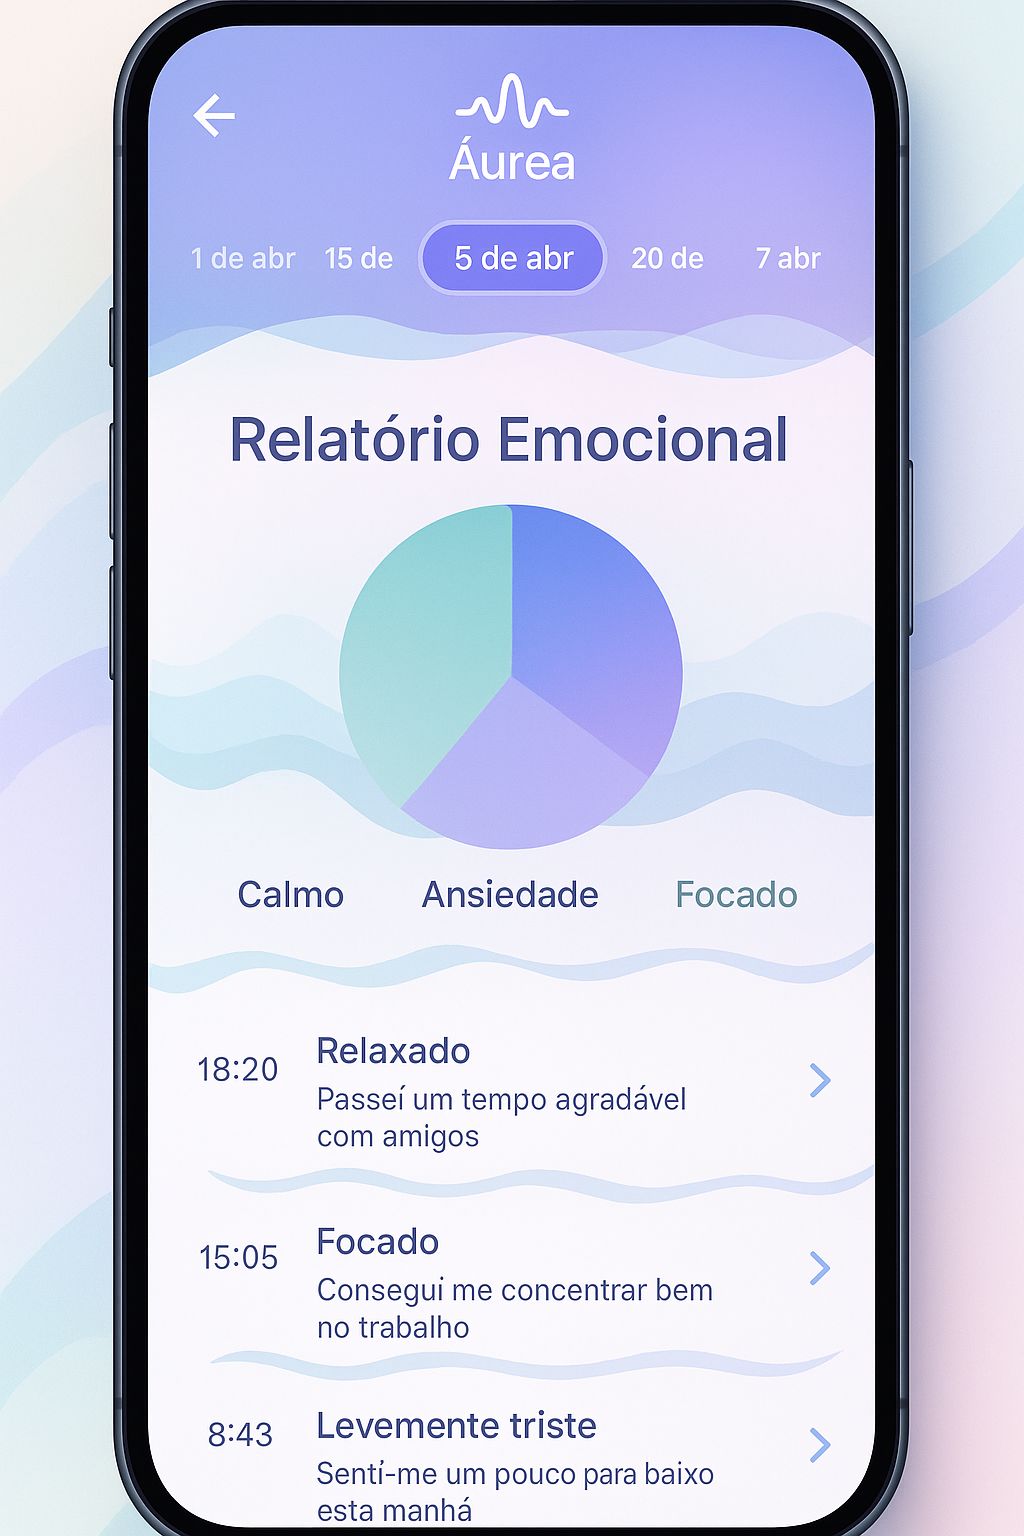 Áurea
1 de abr 15 de 5 de abr 20 de 7 abr
Relatório Emocional
Calmo Ansiedade Focado
18:20 Relaxado
Passeí um tempo agradável
com amigos
15:05 Focado
Consegui me concentrar bem
no trabalho
8:43 Levemente triste
Sentí-me um pouco para baixo
esta manhá